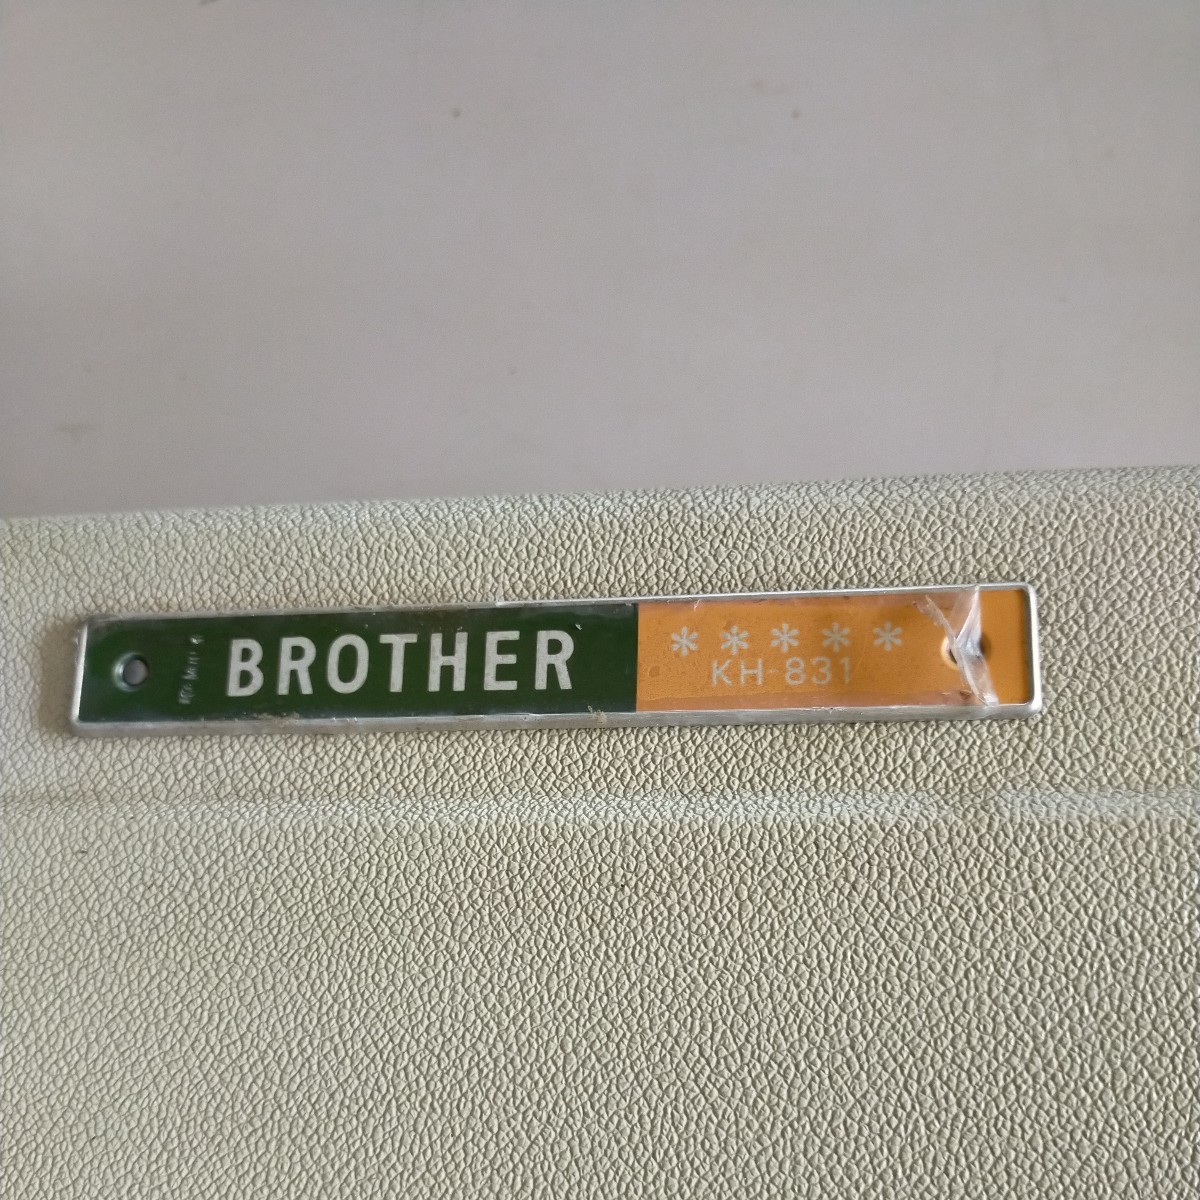 BROTHER
*****
KH-831